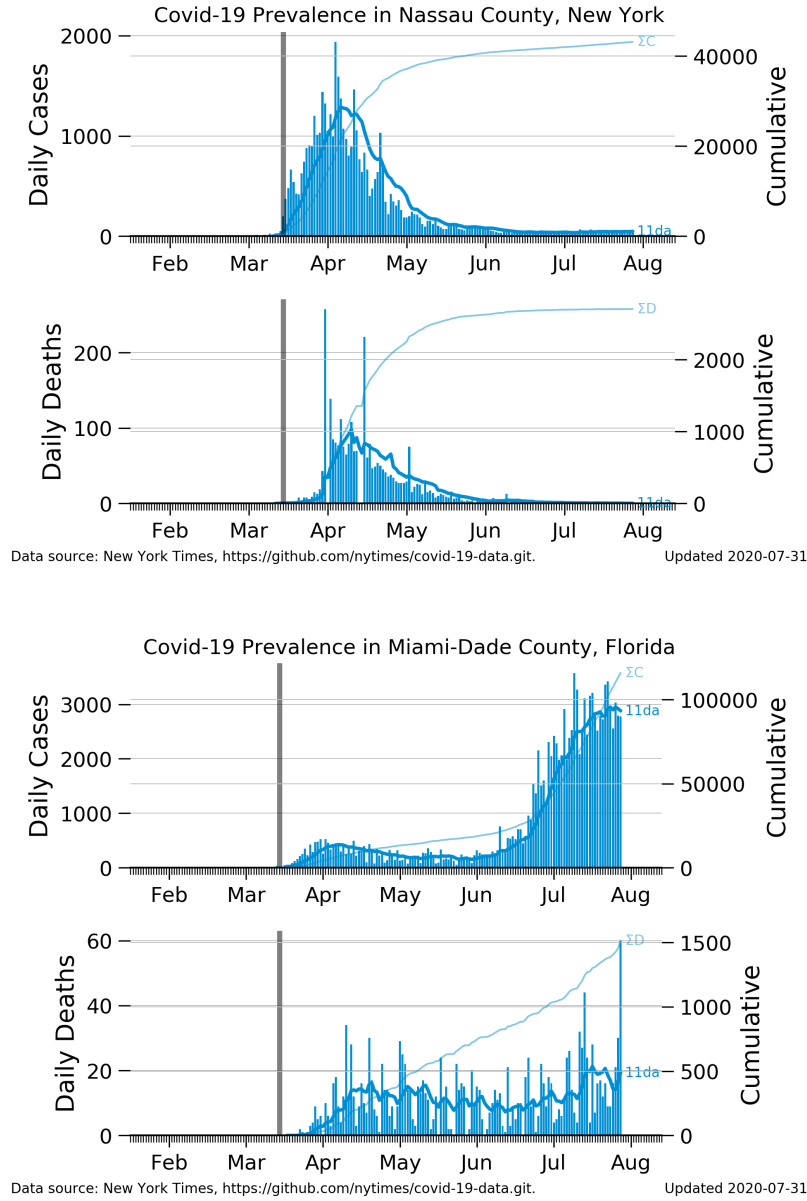 Covid-19 Prevalence in Nassau County, New York
2000
1000
0
Daily Cases
ΣC
11da
40000
20000
0
Cumulative
Feb Mar Apr May Jun Jul Aug
200
100
0
Daily Deaths
ΣD
11da
2000
1000
0
Cumulative
Feb Mar Apr May Jun Jul Aug
Data source: New York Times, https://github.com/nytimes/covid-19-data.git. Updated 2020-07-31
Covid-19 Prevalence in Miami-Dade County, Florida
3000
2000
1000
0
Daily Cases
ΣC
11da
100000
50000
0
Cumulative
Feb Mar Apr May Jun Jul Aug
60
40
20
0
Daily Deaths
ΣD
11da
1500
1000
500
0
Cumulative
Feb Mar Apr May Jun Jul Aug
Data source: New York Times, https://github.com/nytimes/covid-19-data.git. Updated 2020-07-31